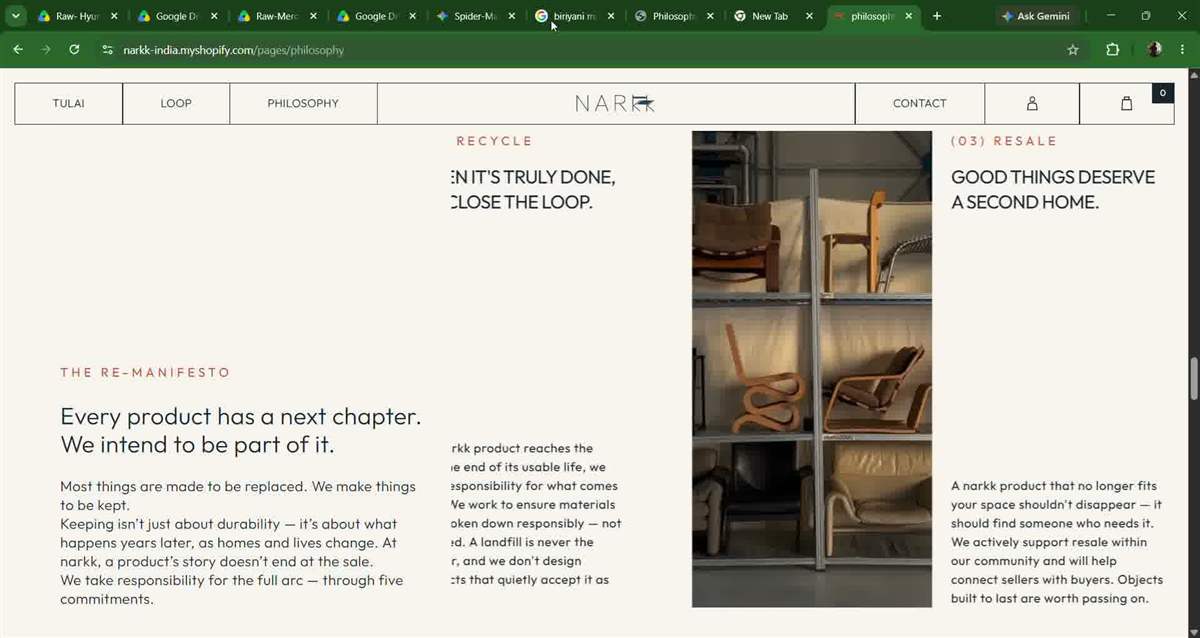 Raw- Hyun
Google Dr
Raw-Merc
Google Dr
Spider-Ma
biriyani m
Philosoph
New Tab
philosoph
Ask Gemini
narkk-india.myshopify.com/pages/philosophy
TULAI
LOOP
PHILOSOPHY
NARKK
CONTACT
0
THE RE-MANIFESTO
Every product has a next chapter.
We intend to be part of it.
Most things are made to be replaced. We make things
to be kept.
Keeping isn't just about durability — it's about what
happens years later, as homes and lives change. At
narkk, a product's story doesn't end at the sale.
We take responsibility for the full arc — through five
commitments.
RECYCLE
EN IT'S TRULY DONE,
CLOSE THE LOOP.
rkk product reaches the
e end of its usable life, we
esponsibility for what comes
We work to ensure materials
oken down responsibly — not
ed. A landfill is never the
r, and we don't design
cts that quietly accept it as
(03) RESALE
GOOD THINGS DESERVE
A SECOND HOME.
A narkk product that no longer fits
your space shouldn't disappear — it
should find someone who needs it.
We actively support resale within
our community and will help
connect sellers with buyers. Objects
built to last are worth passing on.